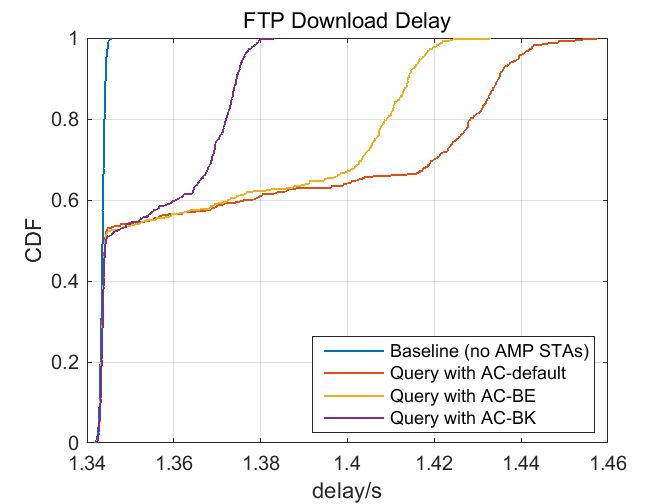 FTP Download Delay
1
0.8
0.6
0.4
0.2
0
CDF
1.34
1.36
1.38
1.4
1.42
1.44
1.46
delay/s
Baseline (no AMP STAs)
Query with AC-default
Query with AC-BE
Query with AC-BK